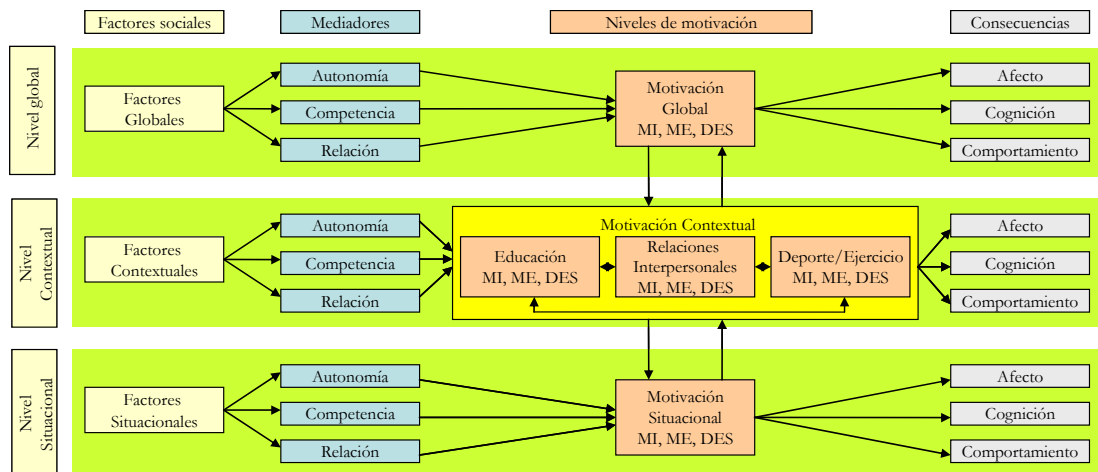 Factores sociales
Mediadores
Niveles de motivación
Consecuencias
Nivel global
Factores
Globales
Autonomía
Competencia
Relación
Motivación
Global
MI, ME, DES
Afecto
Cognición
Comportamiento
Nivel
Contextual
Factores
Contextuales
Autonomía
Competencia
Relación
Motivación Contextual
Educación
MI, ME, DES
Relaciones
Interpersonales
MI, ME, DES
Deporte/Ejercicio
MI, ME, DES
Afecto
Cognición
Comportamiento
Nivel
Situacional
Factores
Situacionales
Autonomía
Competencia
Relación
Motivación
Situacional
MI, ME, DES
Afecto
Cognición
Comportamiento